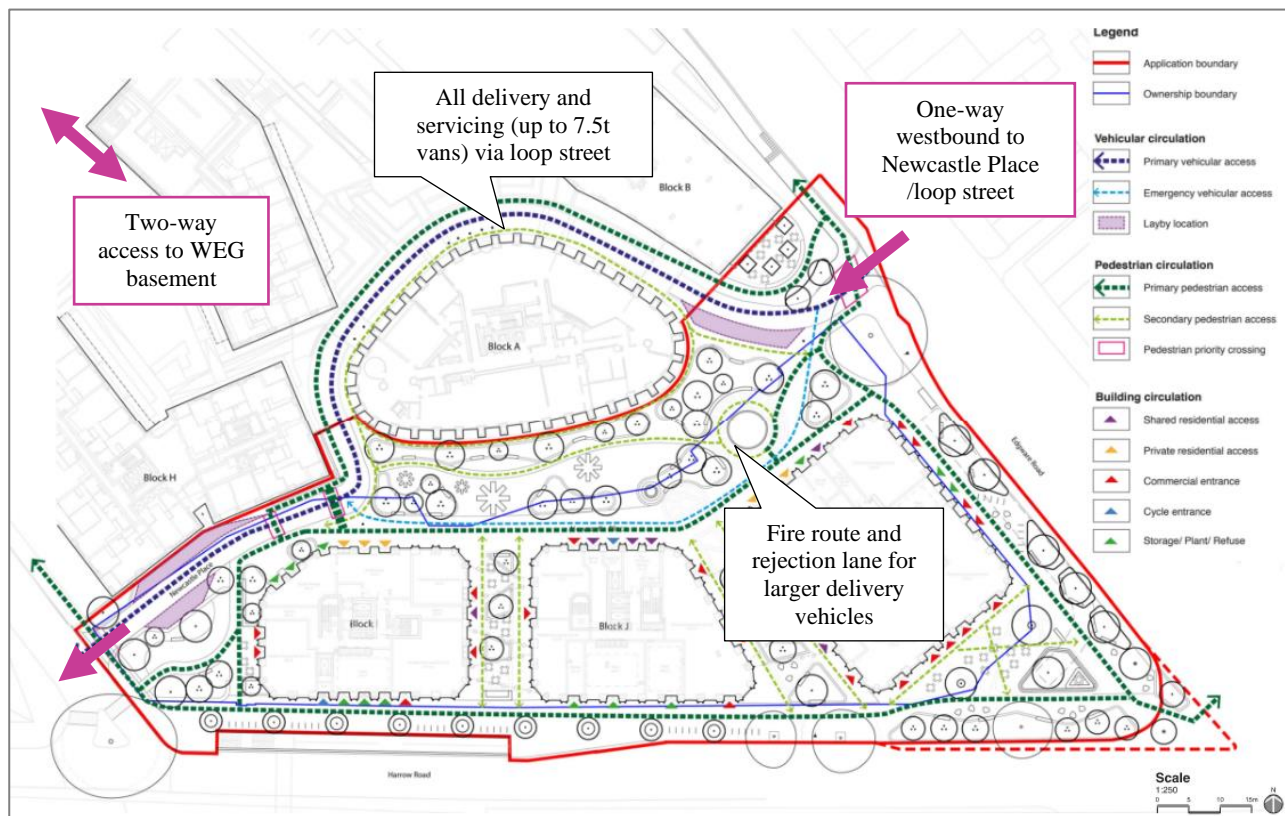 Legend
Application boundary
Ownership boundary
Vehicular circulation
Primary vehicular access
Emergency vehicular access
Layby location
Pedestrian circulation
Primary pedestrian access
Secondary pedestrian access
Pedestrian priority crossing
Building circulation
Shared residential access
Private residential access
Commercial entrance
Cycle entrance
Storage/ Plant/ Refuse
All delivery and
servicing (up to 7.5t
vans) via loop street
One-way
westbound to
Newcastle Place
/loop street
Two-way
access to WEG
basement
Block B
Block A
Block H
Edgware Road
Fire route and
rejection lane for
larger delivery
vehicles
Newcastle Place
Block
Block J
Harrow Road
Scale
1:250
0 5 10 15m
N